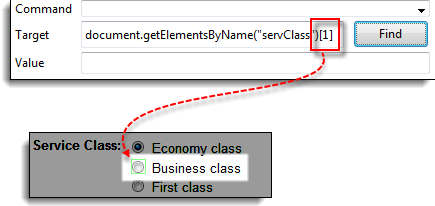 Command
Target document.getElementsByName("servClass")[1] Find
Value
Service Class: Economy class
Business class
First class